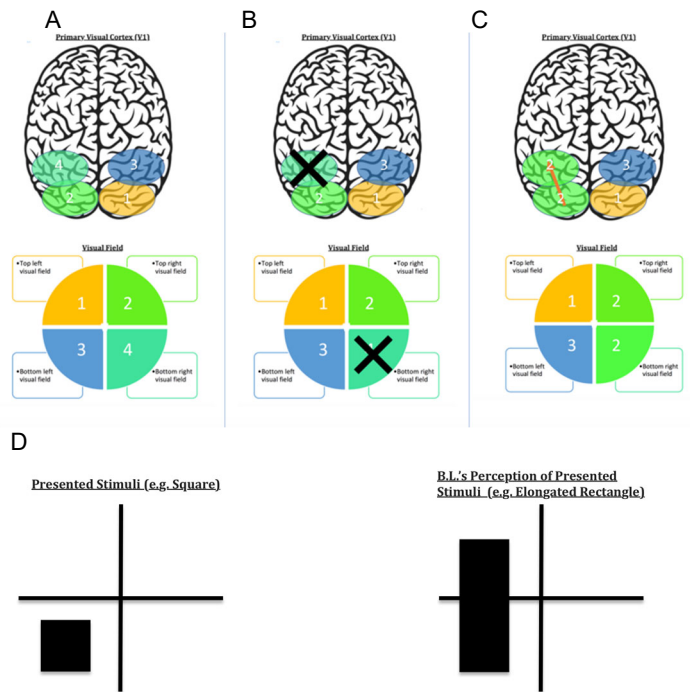 A
Primary Visual Cortex (V1)
4
3
2
1
Visual Field
•Top left
visual field
•Top right
visual field
1
2
3
4
•Bottom left
visual field
•Bottom right
visual field
B
Primary Visual Cortex (V1)
3
2
1
Visual Field
•Top left
visual field
•Top right
visual field
1
2
3
•Bottom left
visual field
•Bottom right
visual field
C
Primary Visual Cortex (V1)
2
3
2
1
Visual Field
•Top left
visual field
•Top right
visual field
1
2
3
2
•Bottom left
visual field
•Bottom right
visual field
D
Presented Stimuli (e.g. Square)
B.L.'s Perception of Presented
Stimuli (e.g. Elongated Rectangle)